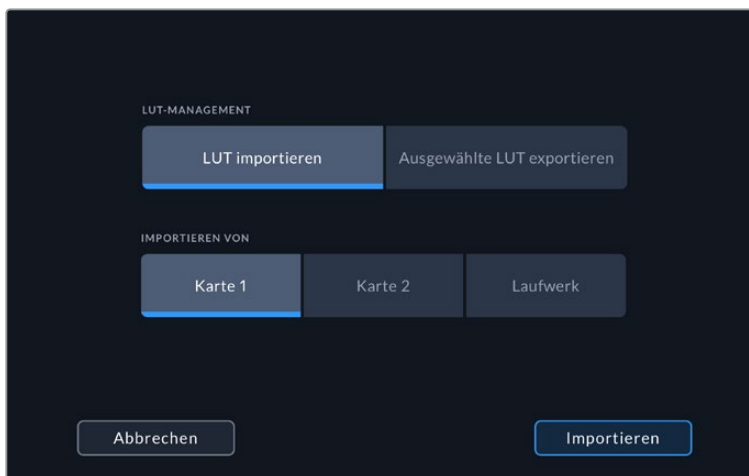 LUT-MANAGEMENT
LUT importieren Ausgewählte LUT exportieren
IMPORTIEREN VON
Karte 1 Karte 2 Laufwerk
Abbrechen Importieren